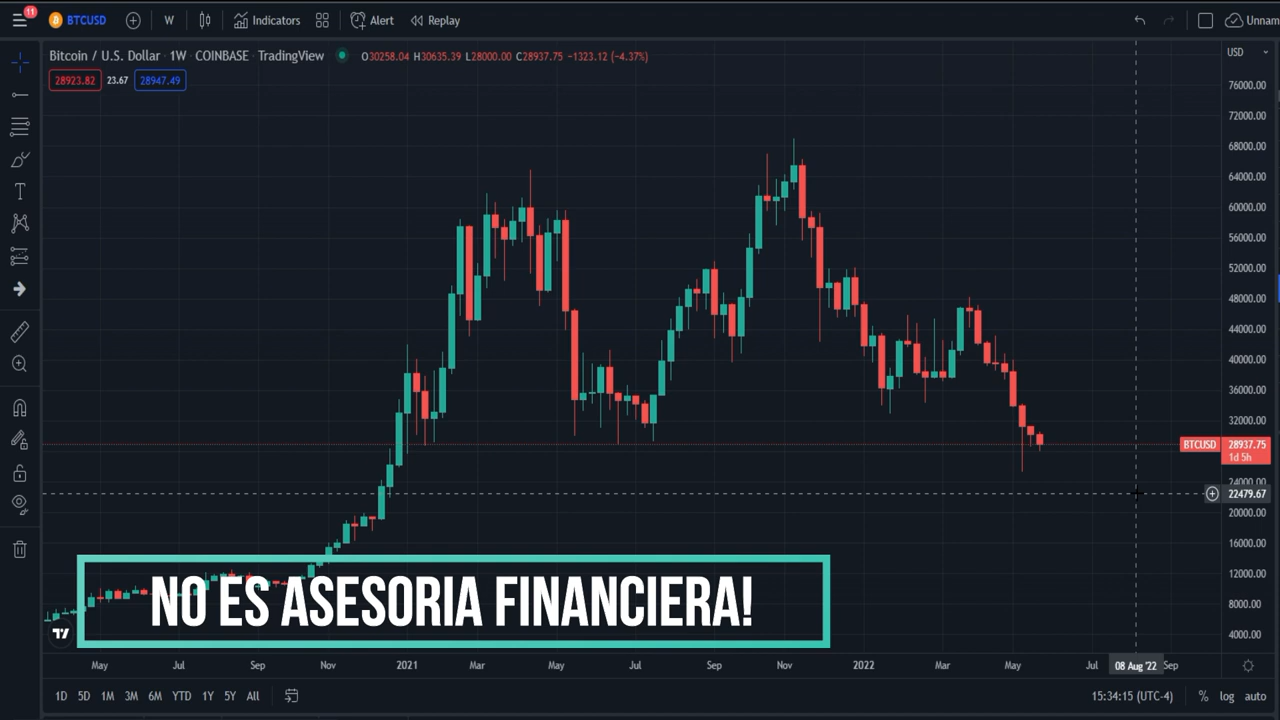 11
BTCUSD
W
Indicators
Alert
Replay
Unnam
Bitcoin / U.S. Dollar · 1W · COINBASE · TradingView
O30258.04 H30635.39 L28000.00 C28937.75 −1323.12 (−4.37%)
28923.82 23.67 28947.49
USD
76000.00
72000.00
68000.00
64000.00
60000.00
56000.00
52000.00
48000.00
44000.00
40000.00
36000.00
32000.00
BTCUSD 28937.75
1d 5h
24000.00
22479.67
20000.00
16000.00
12000.00
8000.00
4000.00
NO ES ASESORIA FINANCIERA!
May Jul Sep Nov 2021 Mar May Jul Sep Nov 2022 Mar May Jul 08 Aug '22 Sep
1D 5D 1M 3M 6M YTD 1Y 5Y All
15:34:15 (UTC-4) % log auto